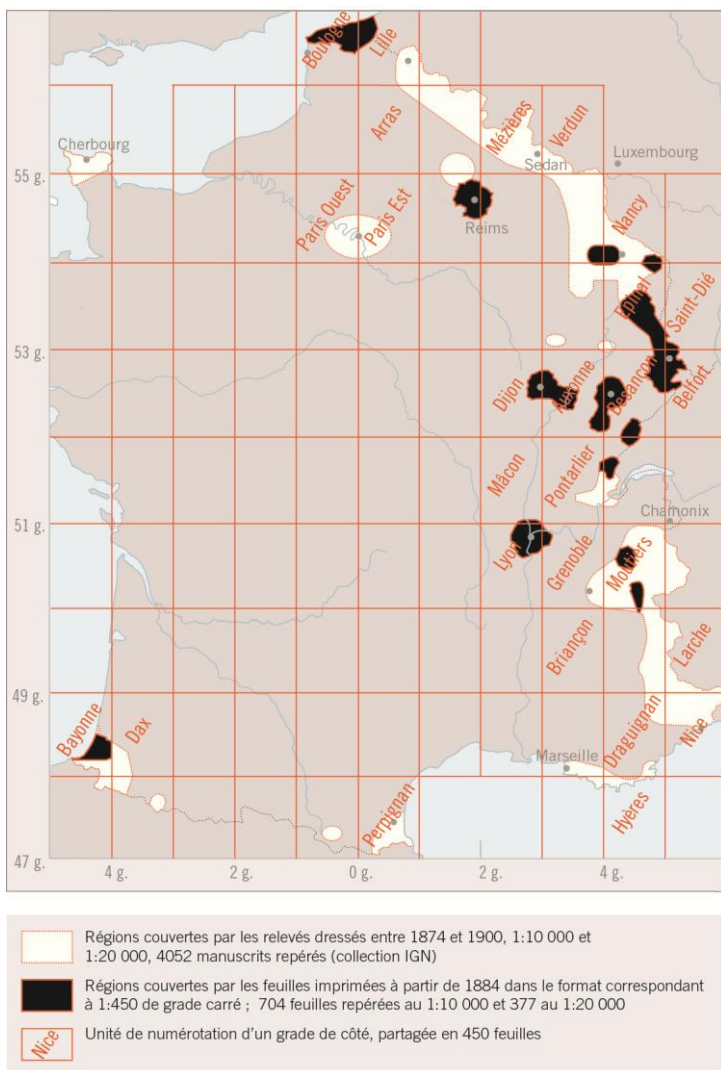 Boulogne
Lille
Cherbourg
Arras
Mézières
Verdun
Luxembourg
Sedan
55 g.
Paris Ouest
Paris Est
Reims
Nancy
Epinal
Saint-Dié
53 g.
Dijon
Auxonne
Besançon
Belfort
Mâcon
Pontarlier
51 g.
Chamonix
Lyon
Grenoble
Moutiers
Briançon
Larche
49 g.
Bayonne
Dax
Draguignan
Nice
Marseille
Perpignan
Hyères
47 g.
4 g.
2 g.
0 g.
2 g.
4 g.
Régions couvertes par les relevés dressés entre 1874 et 1900, 1:10 000 et
1:20 000, 4052 manuscrits repérés (collection IGN)
Régions couvertes par les feuilles imprimées à partir de 1884 dans le format correspondant
à 1:450 de grade carré ; 704 feuilles repérées au 1:10 000 et 377 au 1:20 000
Nice
Unité de numérotation d'un grade de côté, partagée en 450 feuilles